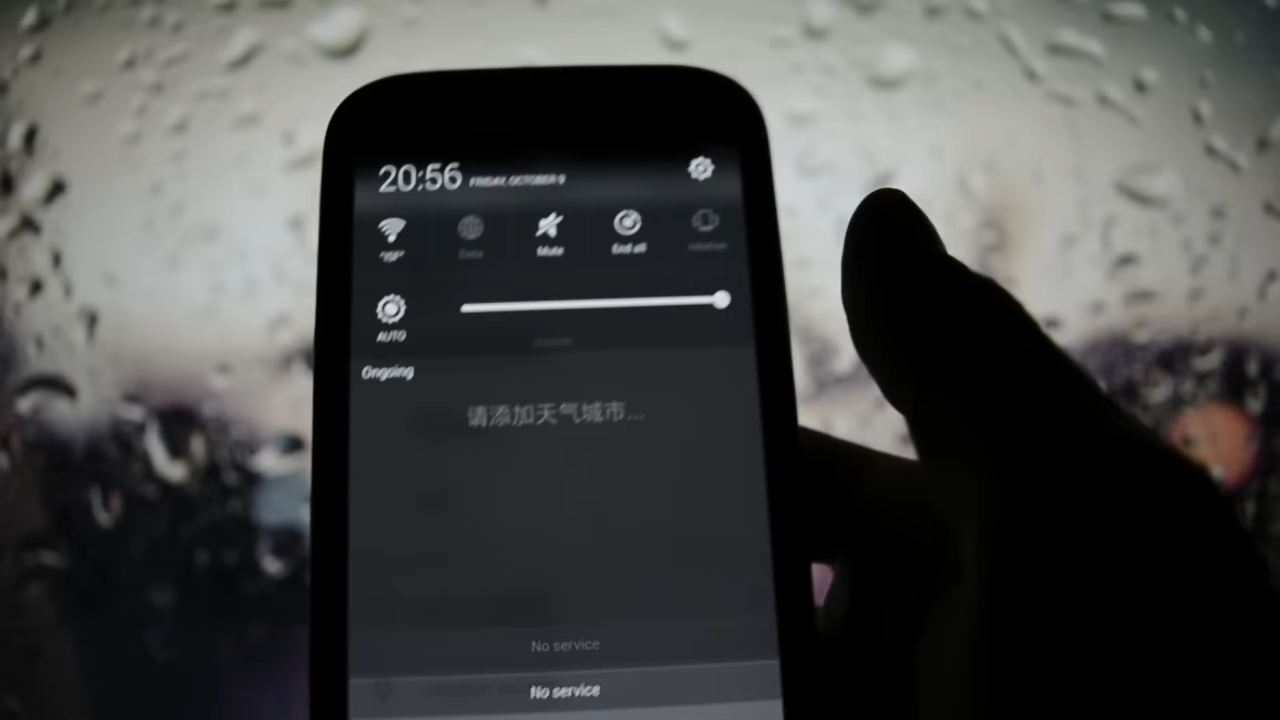 20:56 FRIDAY, OCTOBER 9
Data Mute End all
AUTO
Ongoing
请添加天气城市...
No service
No service